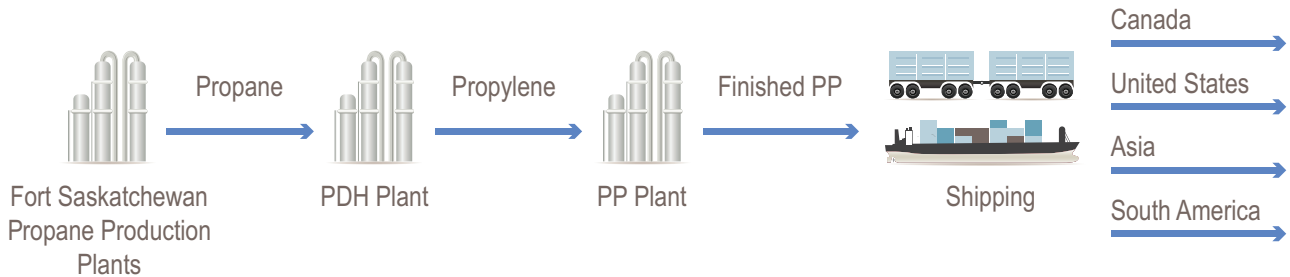 Propane
Propylene
Finished PP
Canada
United States
Asia
South America
Fort Saskatchewan
Propane Production
Plants
PDH Plant
PP Plant
Shipping